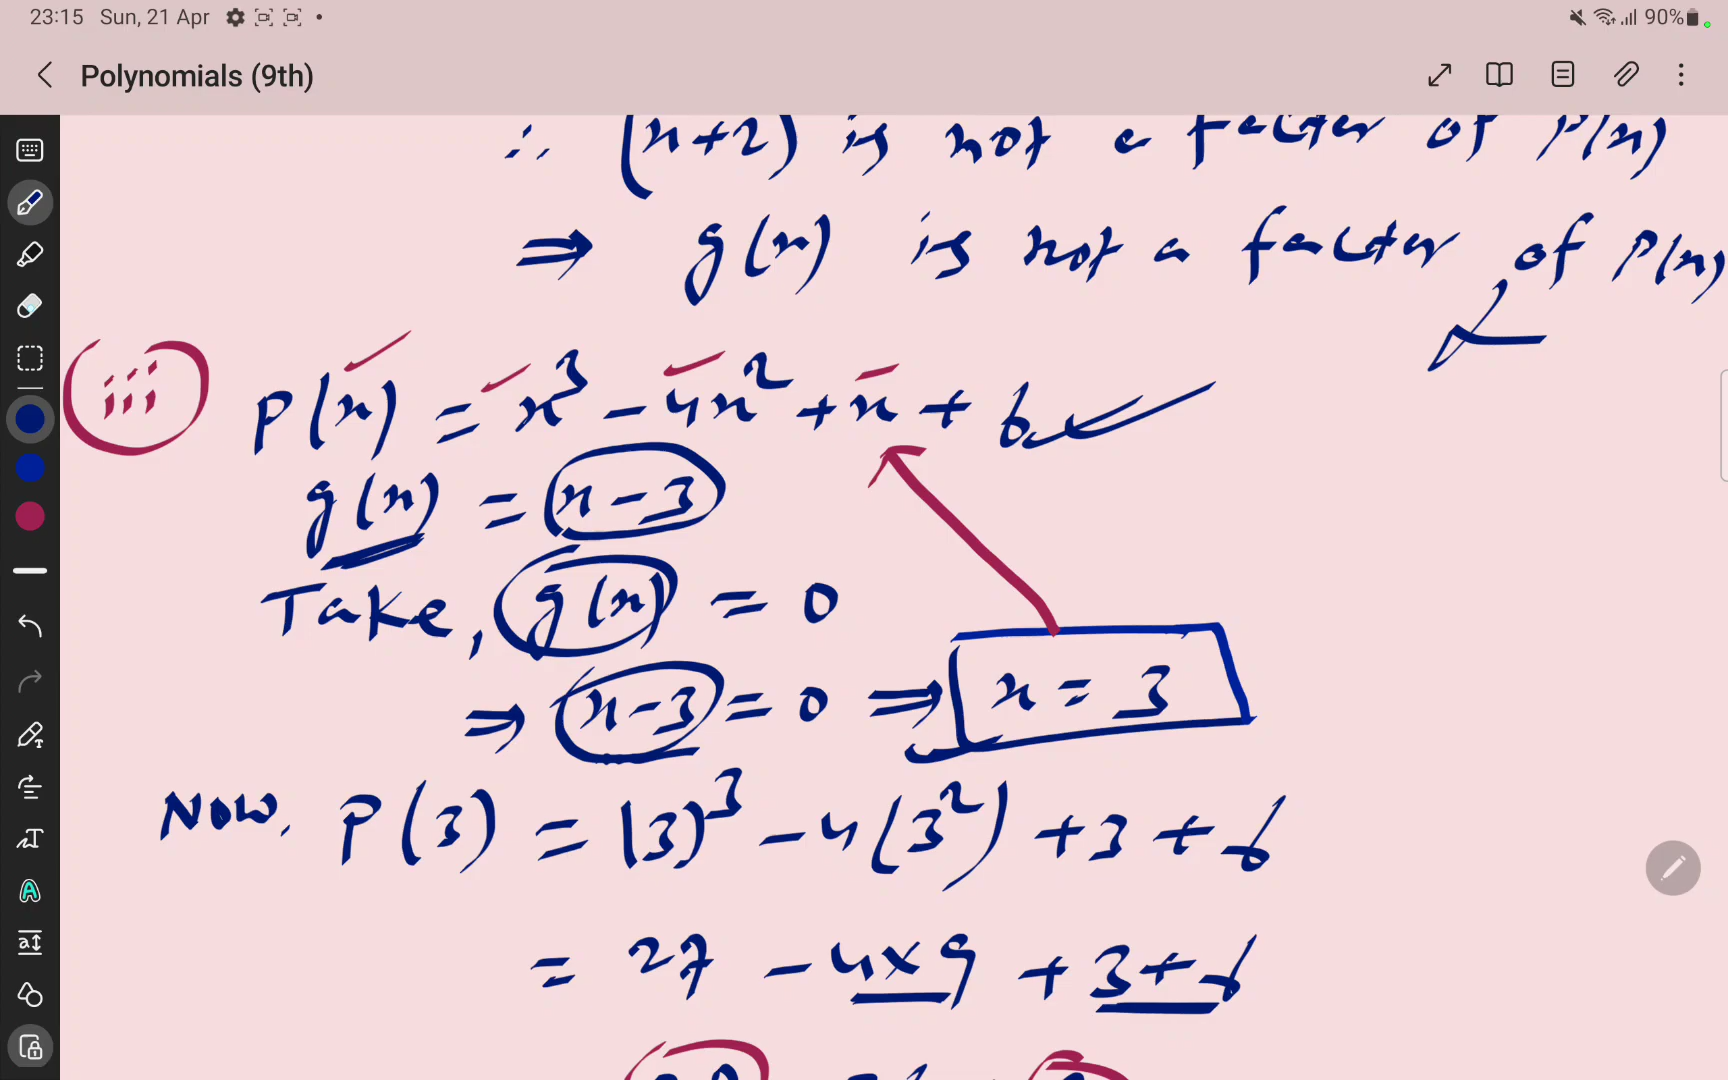 23:15 Sun, 21 Apr
90%
Polynomials (9th)
∴ (x+2) is not a factor of P(x)
⇒ g(x) is not a factor of P(x)
iii P(x) = x³ - 4x² + x + 6
g(x) = (x-3)
Take, g(x) = 0
⇒ (x-3) = 0 ⇒ x = 3
Now, P(3) = (3)³ - 4(3²) + 3 + 6
= 27 - 4×9 + 3+6